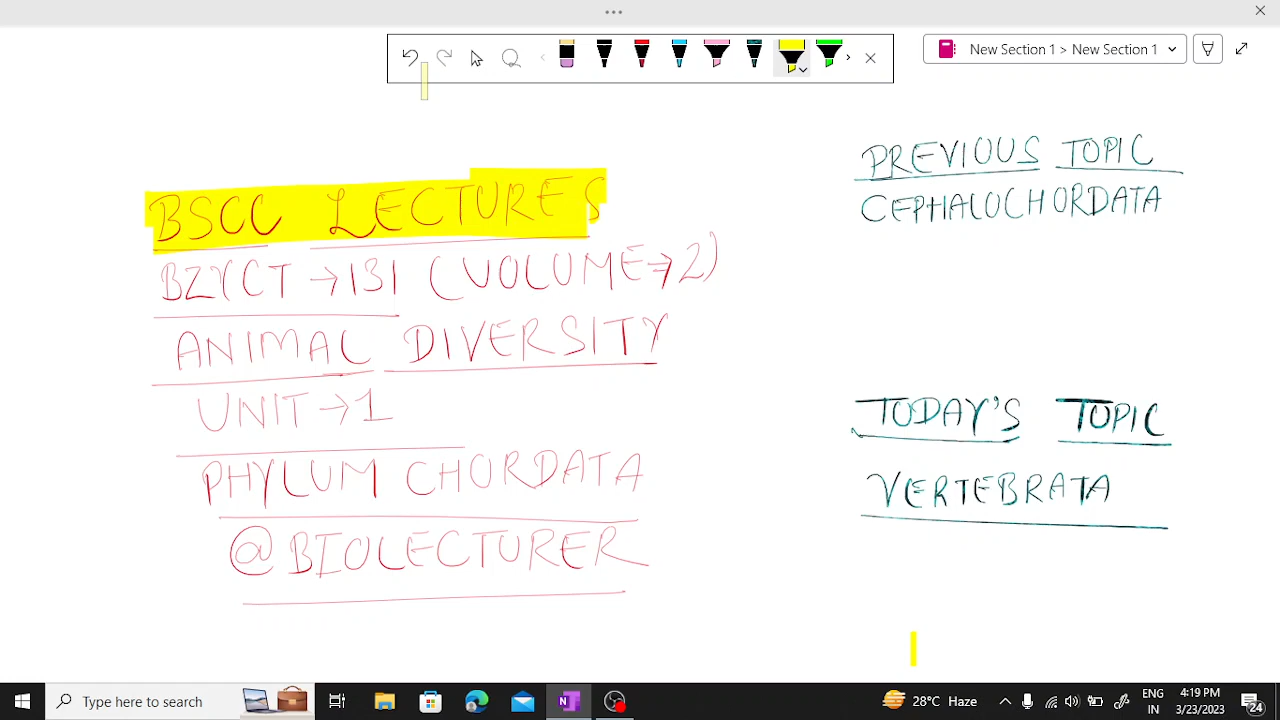 New Section 1 > New Section 1
BSCC LECTURES
BZYCT → 131 (VOLUME → 2)
ANIMAL DIVERSITY
UNIT → 1
PHYLUM CHORDATA
@BIOLECTURER
PREVIOUS TOPIC
CEPHALOCHORDATA
TODAY'S TOPIC
VERTEBRATA
Type here to search
28°C Haze
ENG
IN
4:19 PM
3/23/2023
24